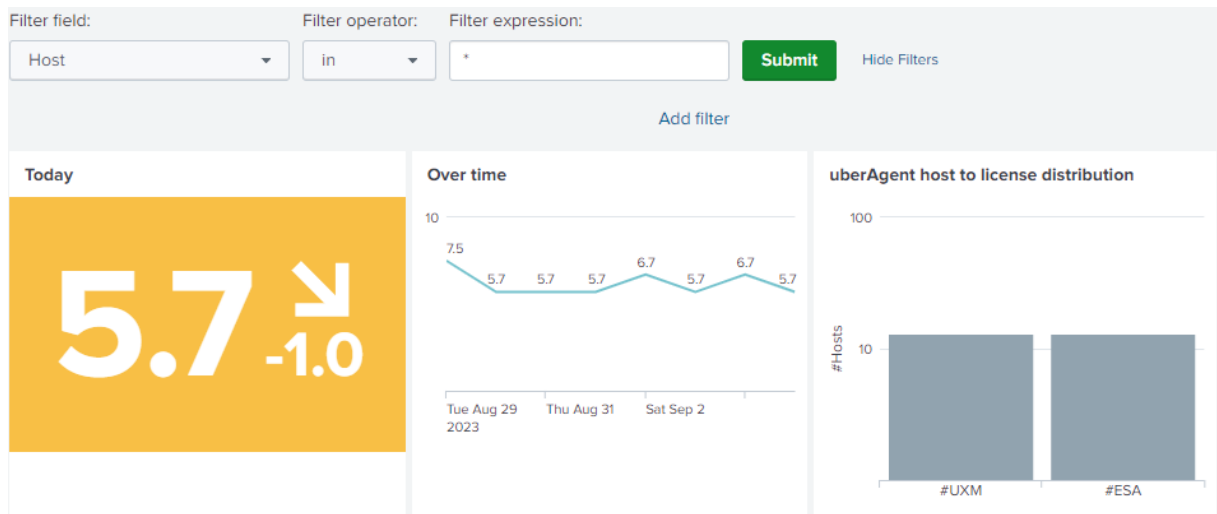 Filter field: Filter operator: Filter expression:
Host in * Submit Hide Filters
Add filter
Today
5.7 -1.0
Over time
10
7.5 5.7 5.7 5.7 6.7 5.7 6.7 5.7
Tue Aug 29 Thu Aug 31 Sat Sep 2
2023
uberAgent host to license distribution
100
#Hosts
10
#UXM #ESA